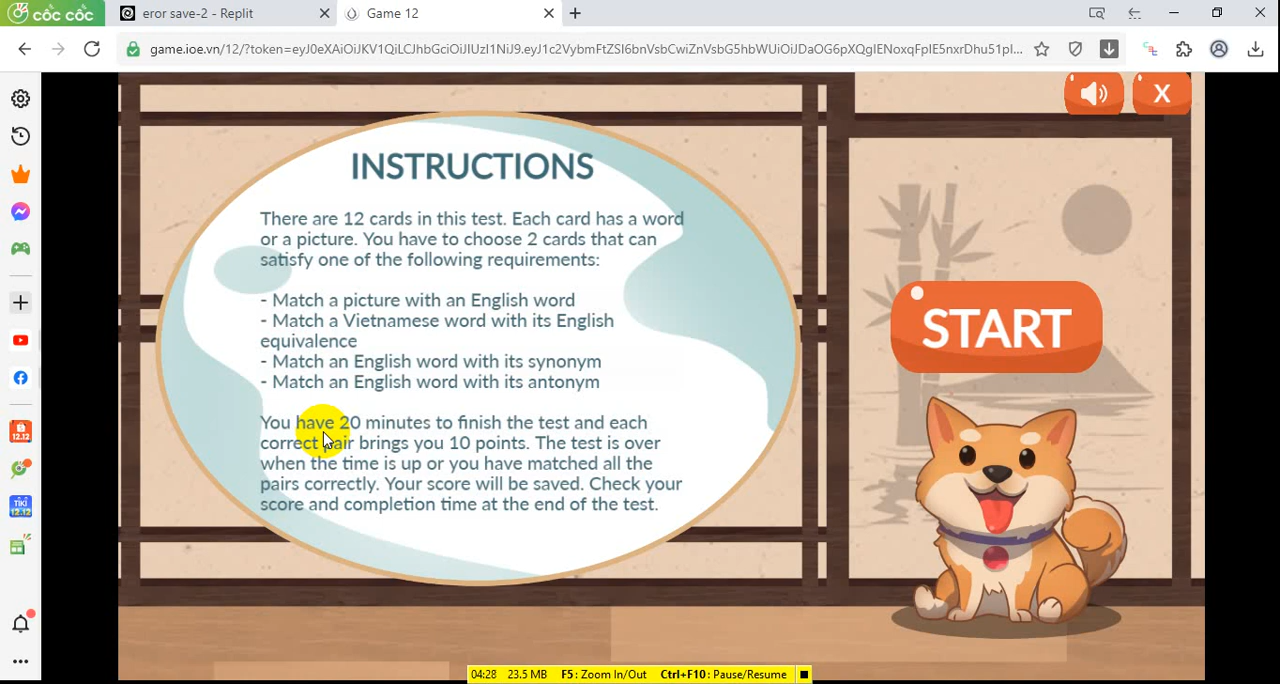 cốc cốc
eror save-2 - Replit
Game 12
game.ioe.vn/12/?token=eyJ0eXAiOiJKV1QiLCJhbGciOiJIUzI1NiJ9.eyJ1c2VybmFtZSI6bnVsbCwiZnVsbG5hbWUiOiJDaOG6pXQgIENoxqFpIE5nxrDhu51pI...
INSTRUCTIONS
There are 12 cards in this test. Each card has a word
or a picture. You have to choose 2 cards that can
satisfy one of the following requirements:
- Match a picture with an English word
- Match a Vietnamese word with its English
equivalence
- Match an English word with its synonym
- Match an English word with its antonym
You have 20 minutes to finish the test and each
correct pair brings you 10 points. The test is over
when the time is up or you have matched all the
pairs correctly. Your score will be saved. Check your
score and completion time at the end of the test.
X
START
12.12
TIKI
12.12
04:28 23.5 MB F5: Zoom In/Out Ctrl+F10: Pause/Resume